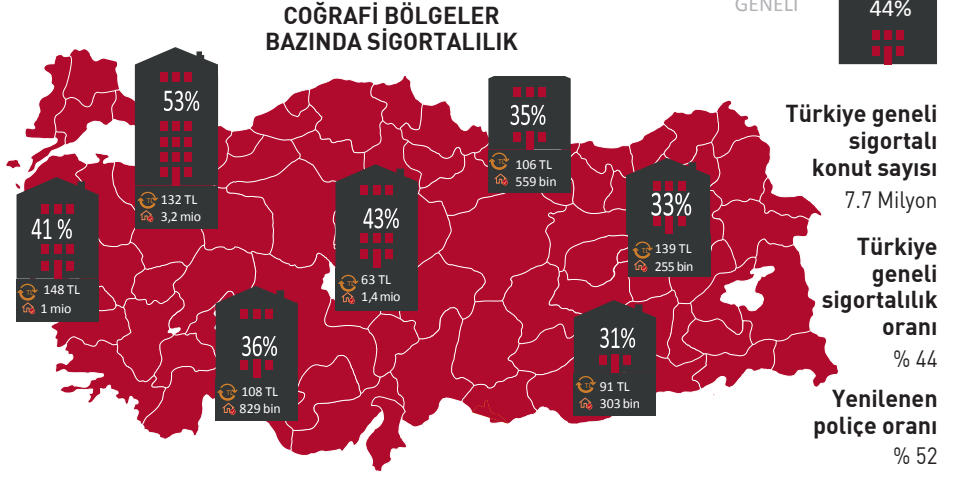 COĞRAFİ BÖLGELER
BAZINDA SİGORTALILIK
GENELİ
44%
53%
132 TL
3,2 mio
35%
106 TL
559 bin
41 %
148 TL
1 mio
43%
63 TL
1,4 mio
33%
139 TL
255 bin
36%
108 TL
829 bin
31%
91 TL
303 bin
Türkiye geneli
sigortalı
konut sayısı
7.7 Milyon
Türkiye
geneli
sigortalılık
oranı
% 44
Yenilenen
poliçe oranı
% 52